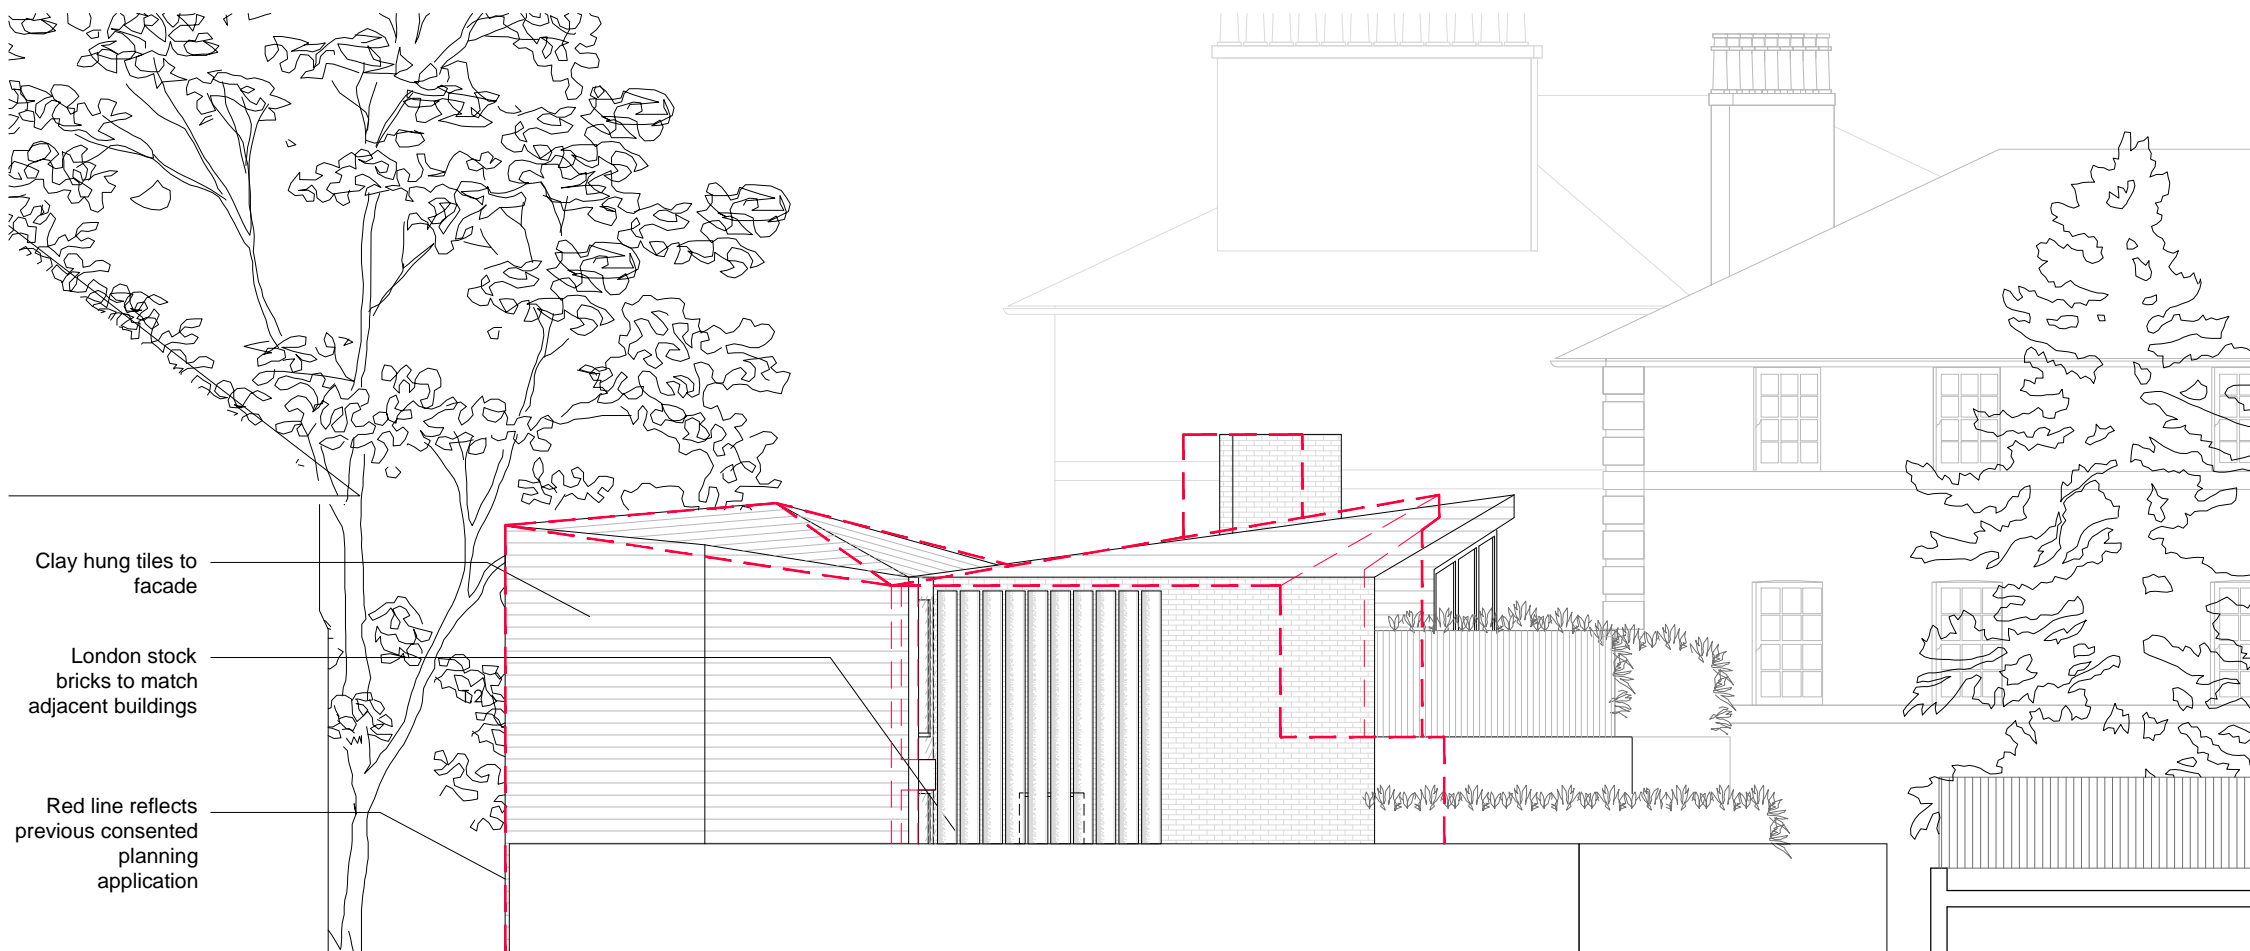 Clay hung tiles to
facade
London stock
bricks to match
adjacent buildings
T2
Red line reflects
previous consented
planning
application